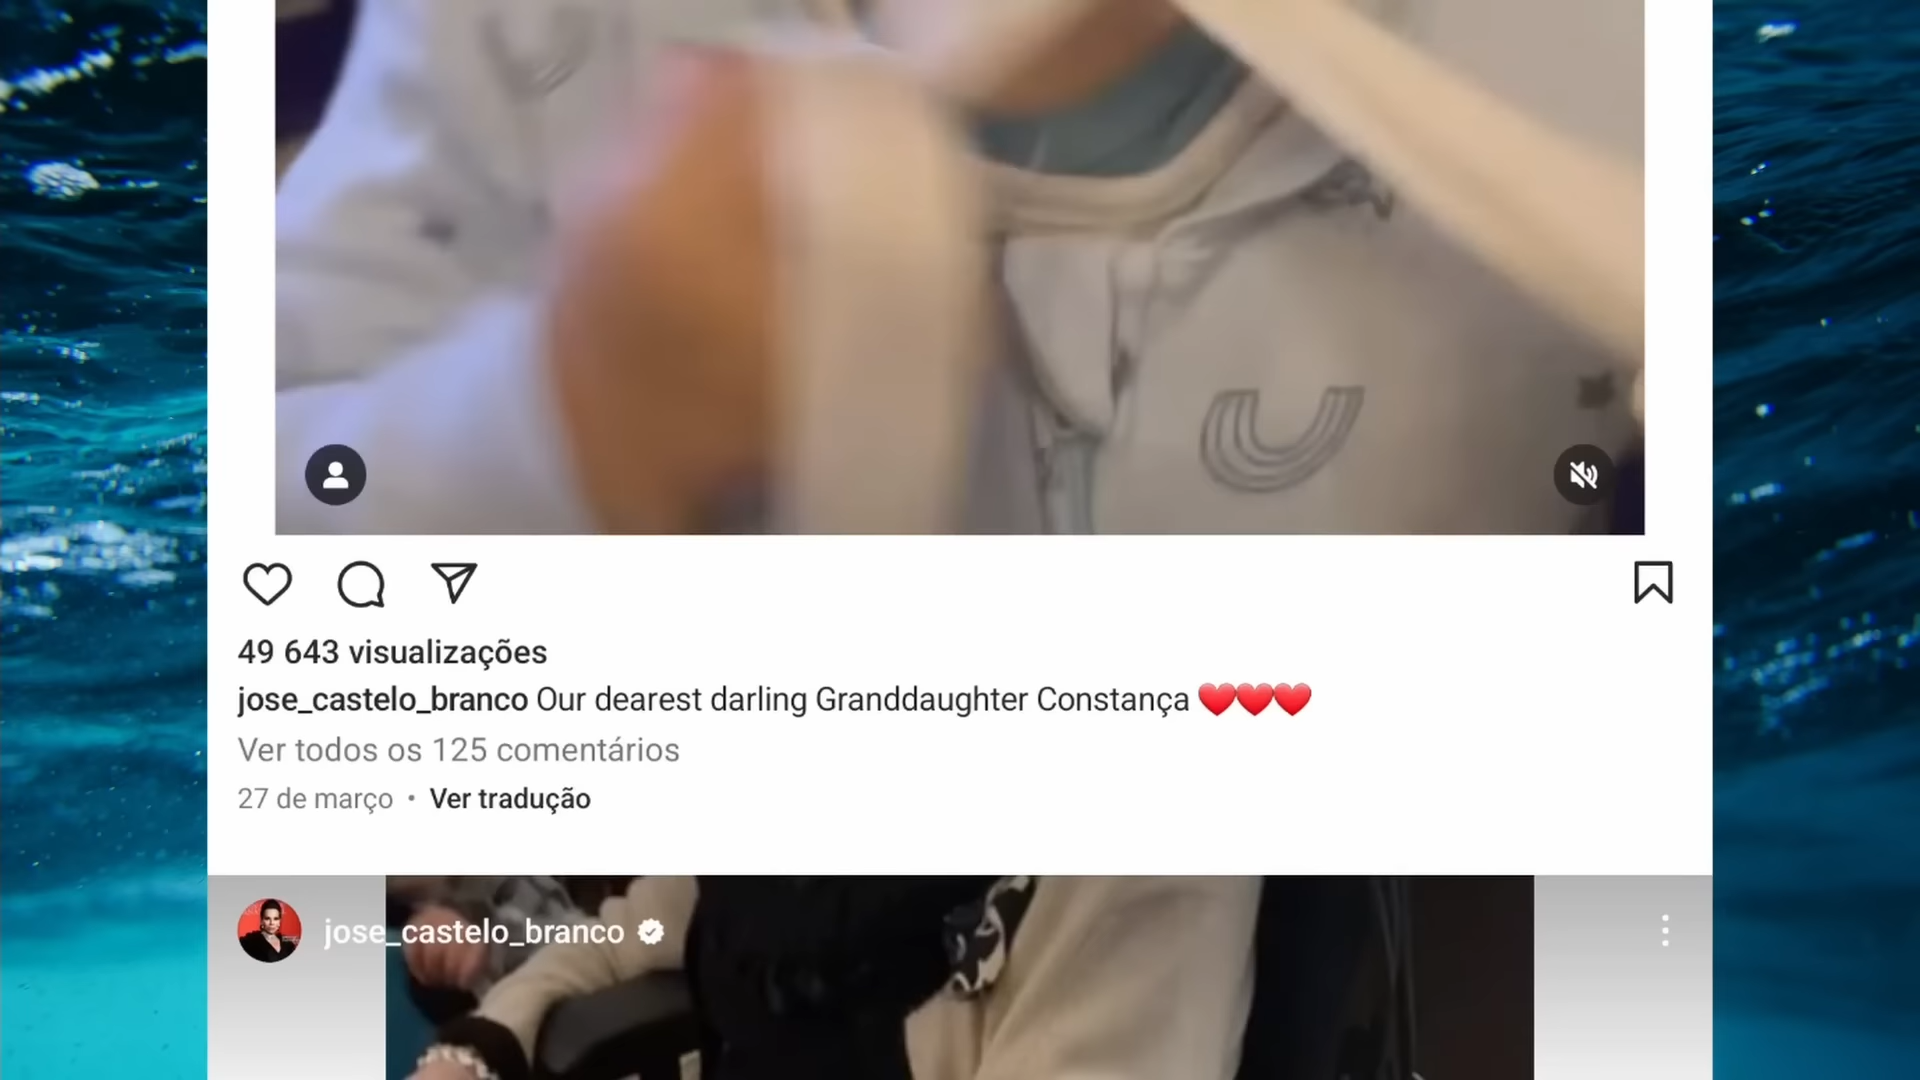 49 643 visualizações
jose_castelo_branco Our dearest darling Granddaughter Constança ❤️❤️❤️
Ver todos os 125 comentários
27 de março • Ver tradução
jose_castelo_branco